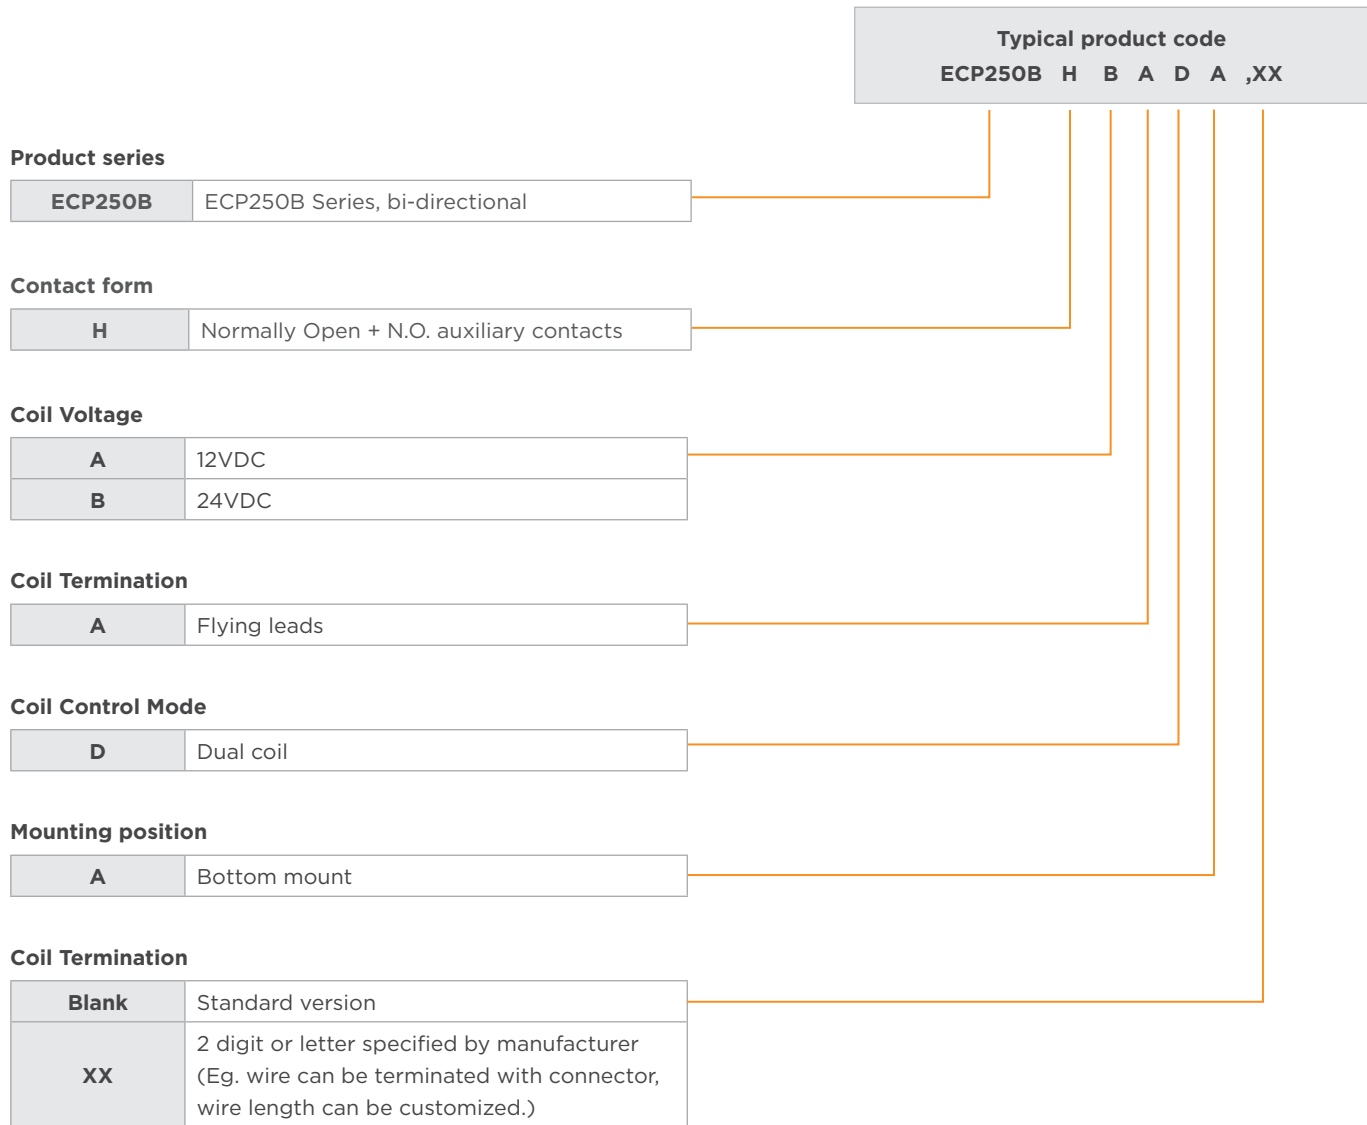 Typical product code
ECP250B H B A D A ,XX
Product series
ECP250B ECP250B Series, bi-directional
Contact form
H Normally Open + N.O. auxiliary contacts
Coil Voltage
A 12VDC
B 24VDC
Coil Termination
A Flying leads
Coil Control Mode
D Dual coil
Mounting position
A Bottom mount
Coil Termination
Blank Standard version
2 digit or letter specified by manufacturer
XX (Eg. wire can be terminated with connector,
wire length can be customized.)